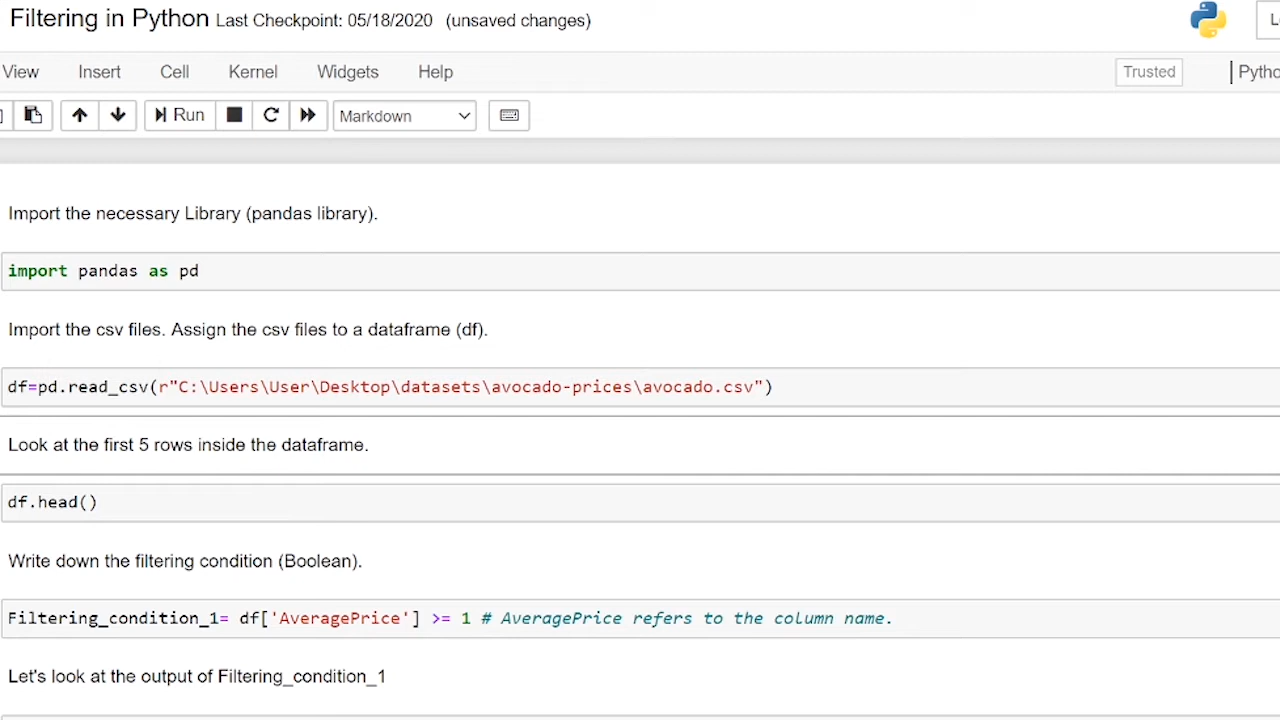 Filtering in Python Last Checkpoint: 05/18/2020 (unsaved changes)
View Insert Cell Kernel Widgets Help Trusted
Run Markdown
Import the necessary Library (pandas library).
import pandas as pd
Import the csv files. Assign the csv files to a dataframe (df).
df=pd.read_csv(r"C:\Users\User\Desktop\datasets\avocado-prices\avocado.csv")
Look at the first 5 rows inside the dataframe.
df.head()
Write down the filtering condition (Boolean).
Filtering_condition_1= df['AveragePrice'] >= 1 # AveragePrice refers to the column name.
Let's look at the output of Filtering_condition_1